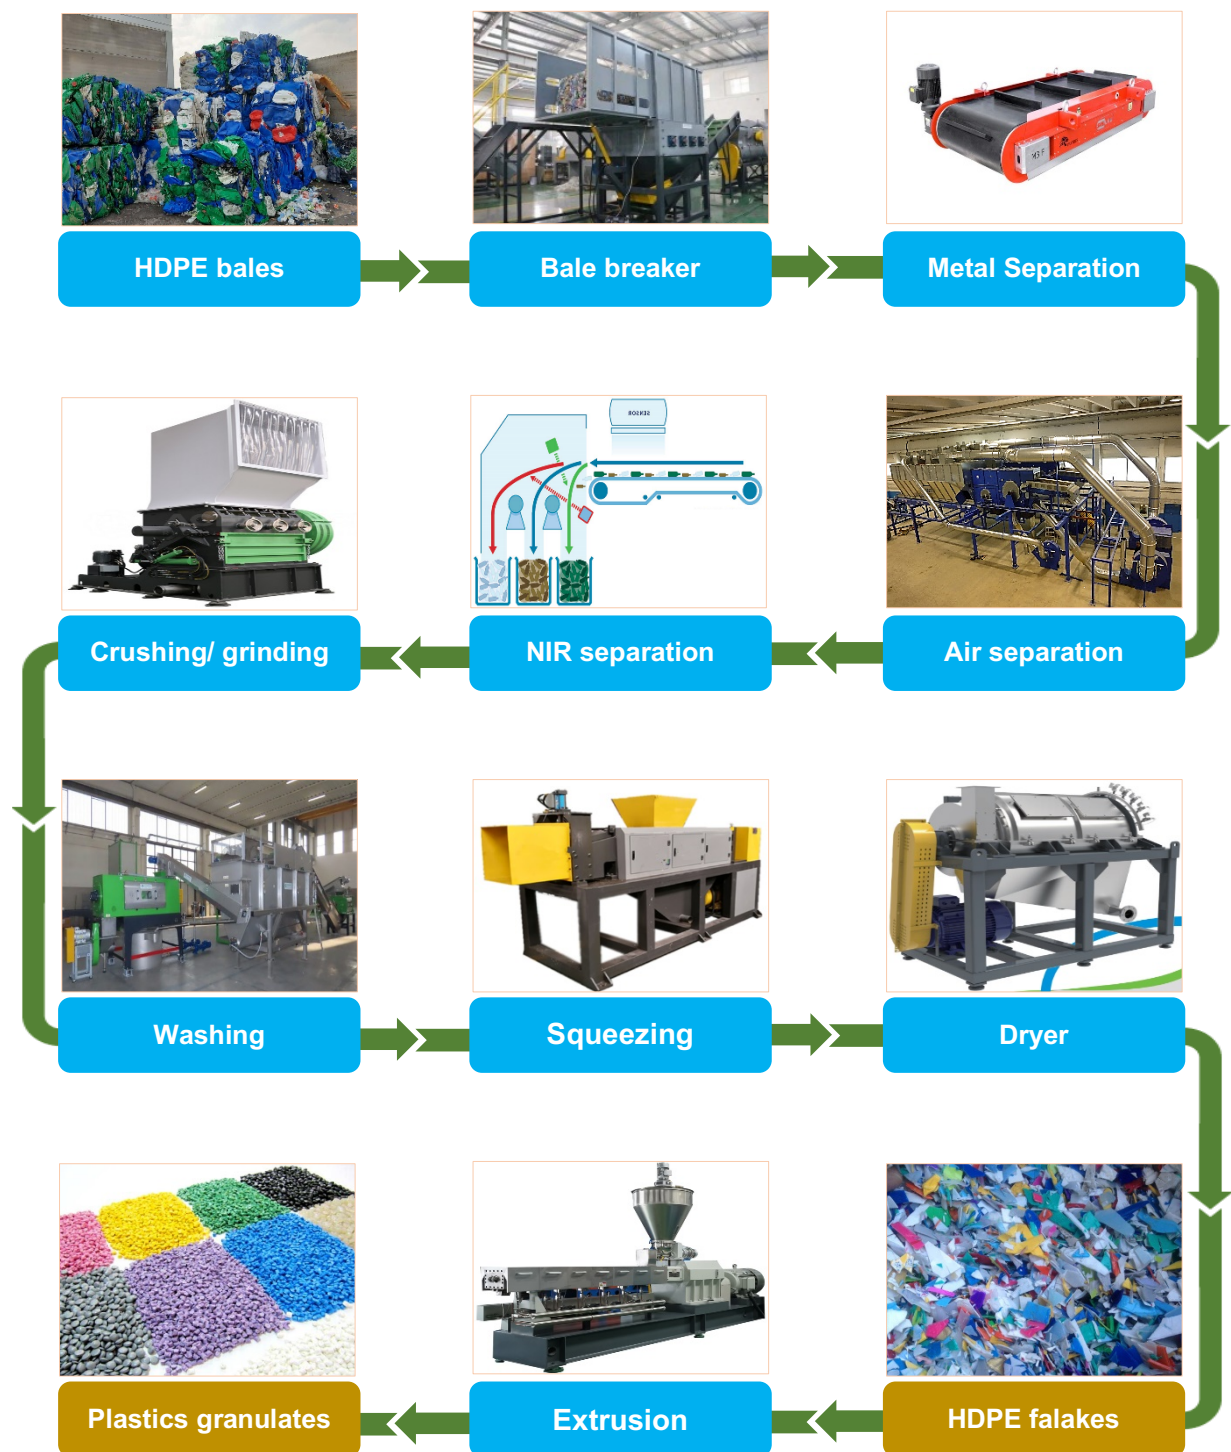 HDPE bales
Bale breaker
Metal Separation
SENSOR
Crushing/ grinding
NIR separation
Air separation
Washing
Squeezing
Dryer
Plastics granulates
Extrusion
HDPE falakes